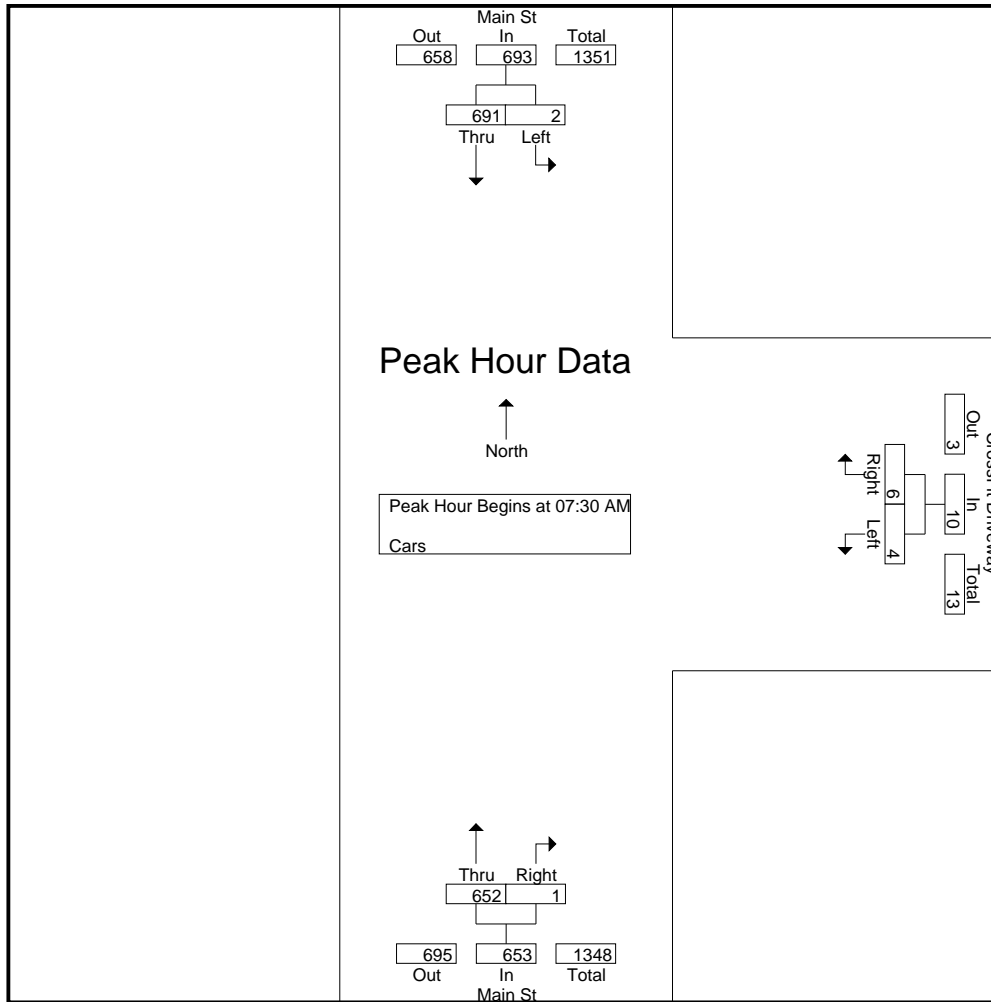 Main St
Out In Total
658 693 1351
691 2
Thru Left
Peak Hour Data
North
Peak Hour Begins at 07:30 AM
Cars
Driveway
Out In Total
3 10 13
Right Left
6 4
Thru Right
652 1
695 653 1348
Out In Total
Main St